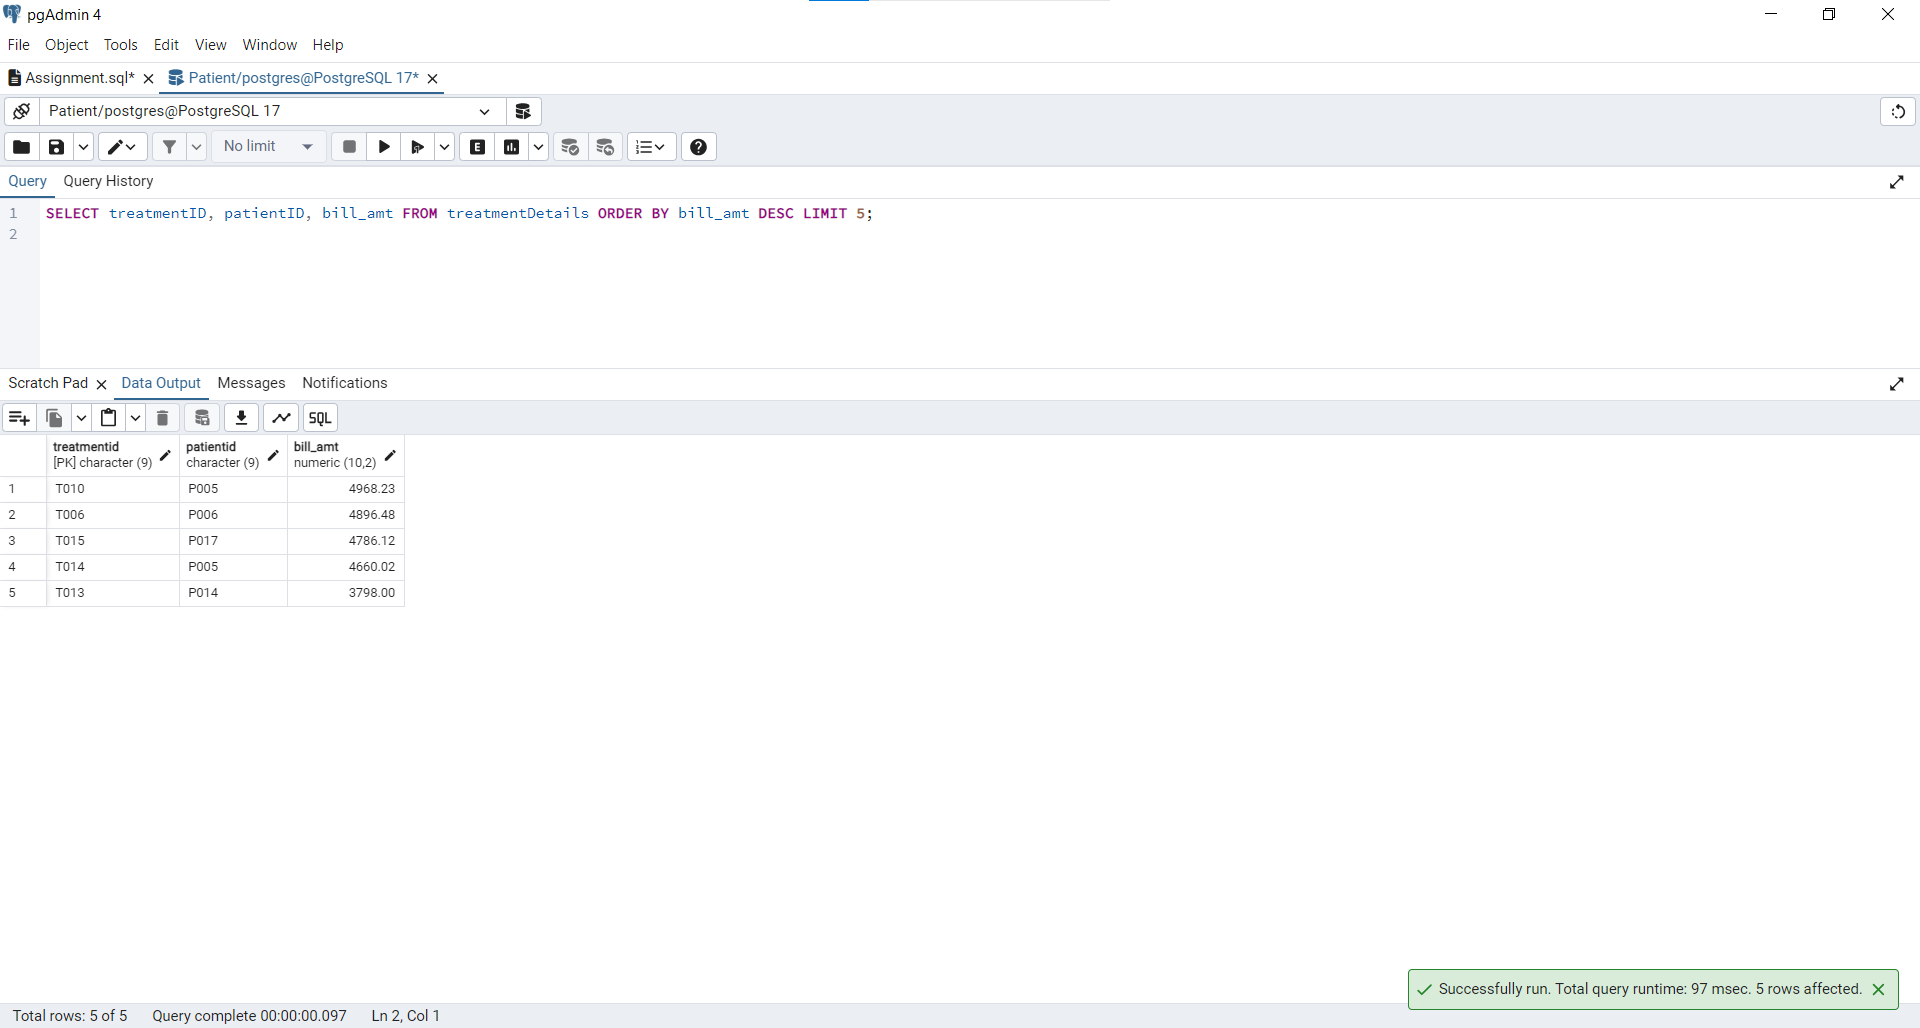 pgAdmin 4
File Object Tools Edit View Window Help
Assignment.sql* Patient/postgres@PostgreSQL 17*
Patient/postgres@PostgreSQL 17
No limit
Query Query History
1 SELECT treatmentID, patientID, bill_amt FROM treatmentDetails ORDER BY bill_amt DESC LIMIT 5;
2
Scratch Pad Data Output Messages Notifications
SQL
treatmentid patientid bill_amt
[PK] character (9) character (9) numeric (10,2)
1 T010 P005 4968.23
2 T006 P006 4896.48
3 T015 P017 4786.12
4 T014 P005 4660.02
5 T013 P014 3798.00
Successfully run. Total query runtime: 97 msec. 5 rows affected.
Total rows: 5 of 5 Query complete 00:00:00.097 Ln 2, Col 1